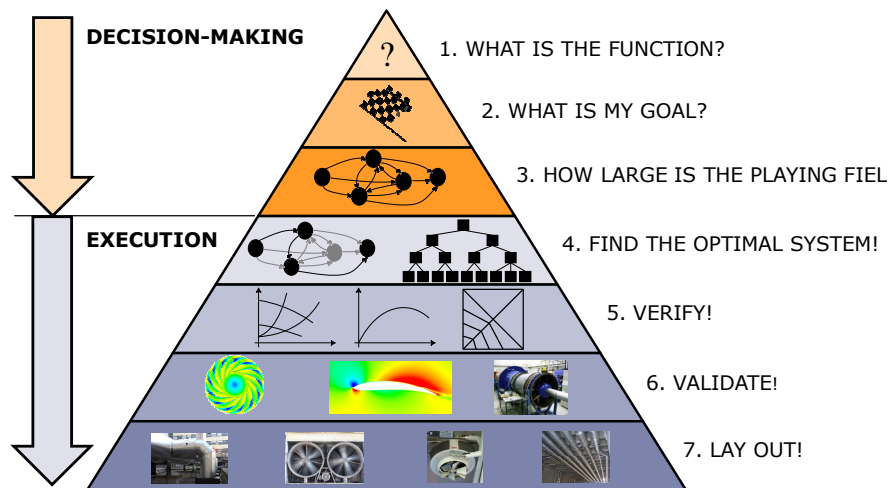 DECISION-MAKING
?
1. WHAT IS THE FUNCTION?
2. WHAT IS MY GOAL?
3. HOW LARGE IS THE PLAYING FIEL
EXECUTION
4. FIND THE OPTIMAL SYSTEM!
5. VERIFY!
6. VALIDATE!
7. LAY OUT!